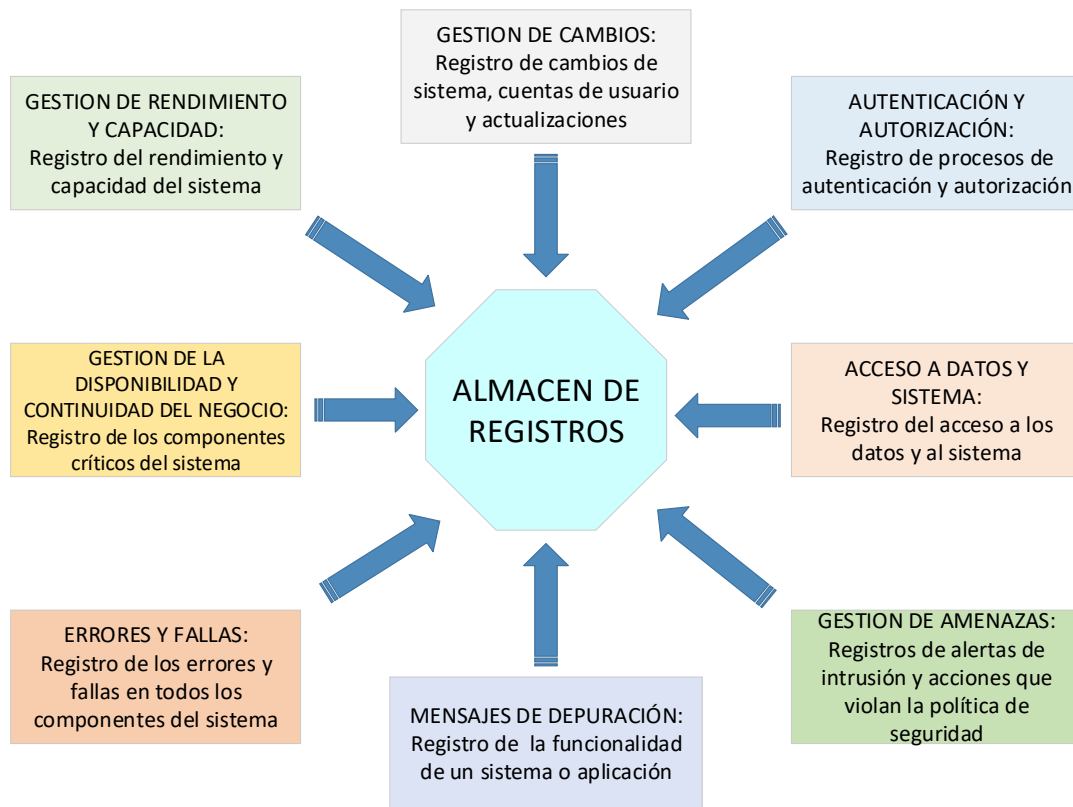 GESTION DE CAMBIOS:
Registro de cambios de
sistema, cuentas de usuario
y actualizaciones
GESTION DE RENDIMIENTO
Y CAPACIDAD:
Registro del rendimiento y
capacidad del sistema
AUTENTICACIÓN Y
AUTORIZACIÓN:
Registro de procesos de
autenticación y autorización
GESTION DE LA
DISPONIBILIDAD Y
CONTINUIDAD DEL NEGOCIO:
Registro de los componentes
críticos del sistema
ALMACEN DE
REGISTROS
ACCESO A DATOS Y
SISTEMA:
Registro del acceso a los
datos y al sistema
ERRORES Y FALLAS:
Registro de los errores y
fallas en todos los
componentes del sistema
MENSAJES DE DEPURACIÓN:
Registro de la funcionalidad
de un sistema o aplicación
GESTION DE AMENAZAS:
Registros de alertas de
intrusión y acciones que
violan la política de
seguridad